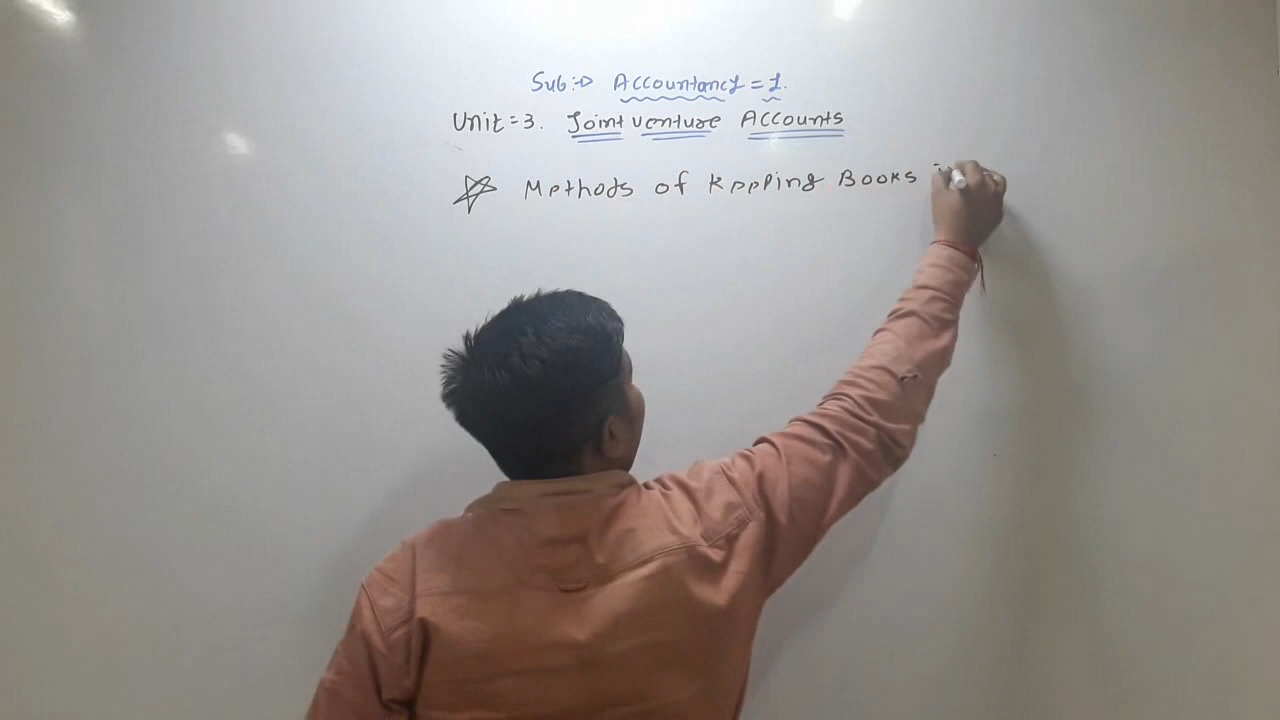 Sub:→ Accountancy = 1.
Unit = 3. Joint venture Accounts
Methods of Keeping Books